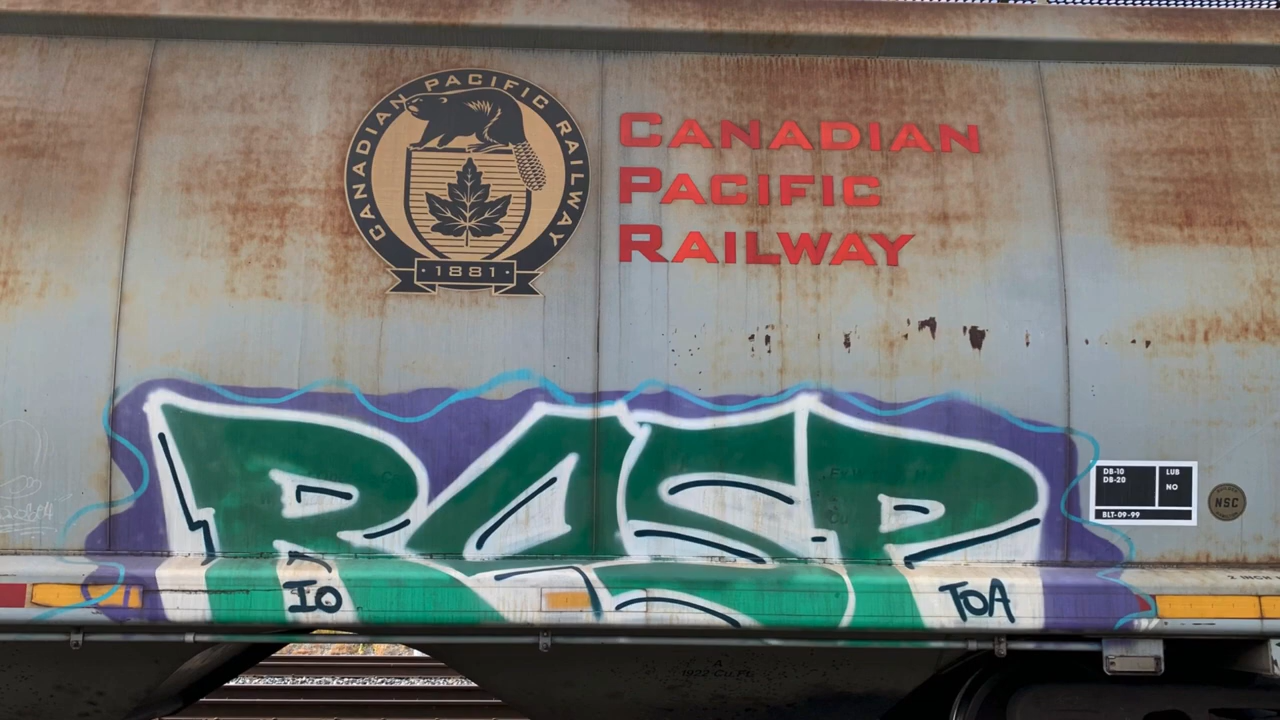 CANADIAN PACIFIC RAILWAY
1881
CANADIAN
PACIFIC
RAILWAY
RCSP
IO
TOA
DB-10
DB-20
LUB
NO
BLT-09-99
NSC